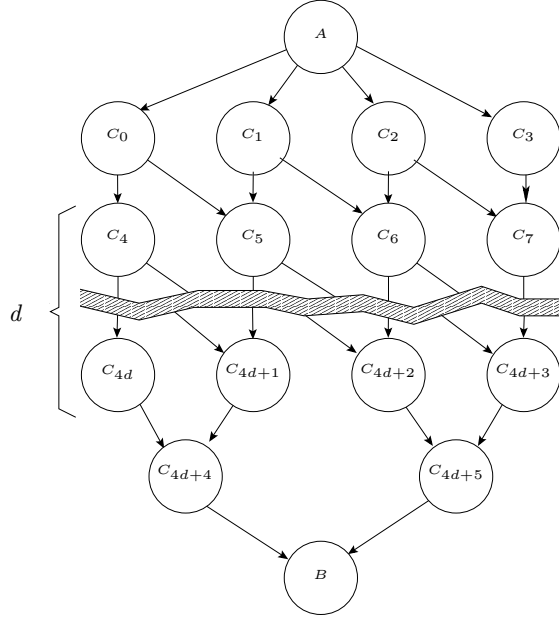 A
C₀ C₁ C₂ C₃
C₄ C₅ C₆ C₇
d
C₄d C₄d₊₁ C₄d₊₂ C₄d₊₃
C₄d₊₄ C₄d₊₅
B